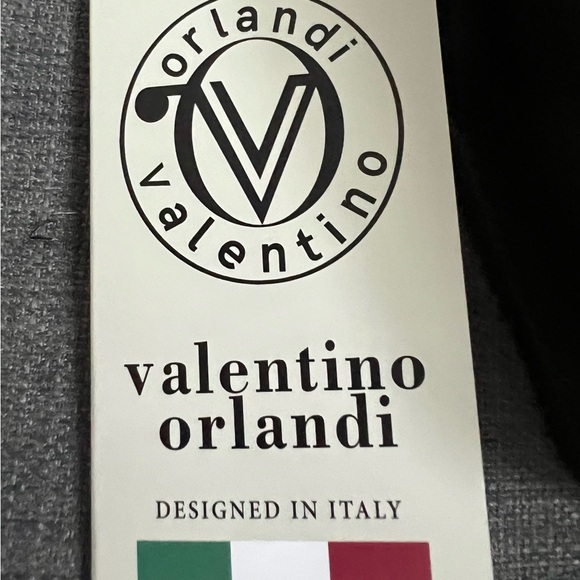 orlandi
V
valentino
valentino
orlandi
DESIGNED IN ITALY